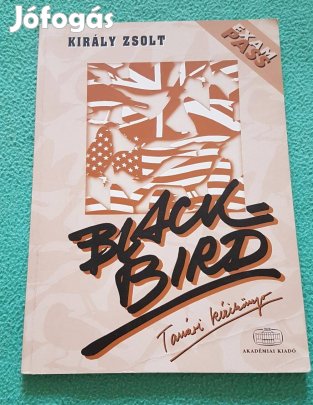 Jófogás
KIRÁLY ZSOLT
EXAM
PASS
BLACK=
BIRD
Tanári kézikönyv
AKADÉMIAI KIADÓ